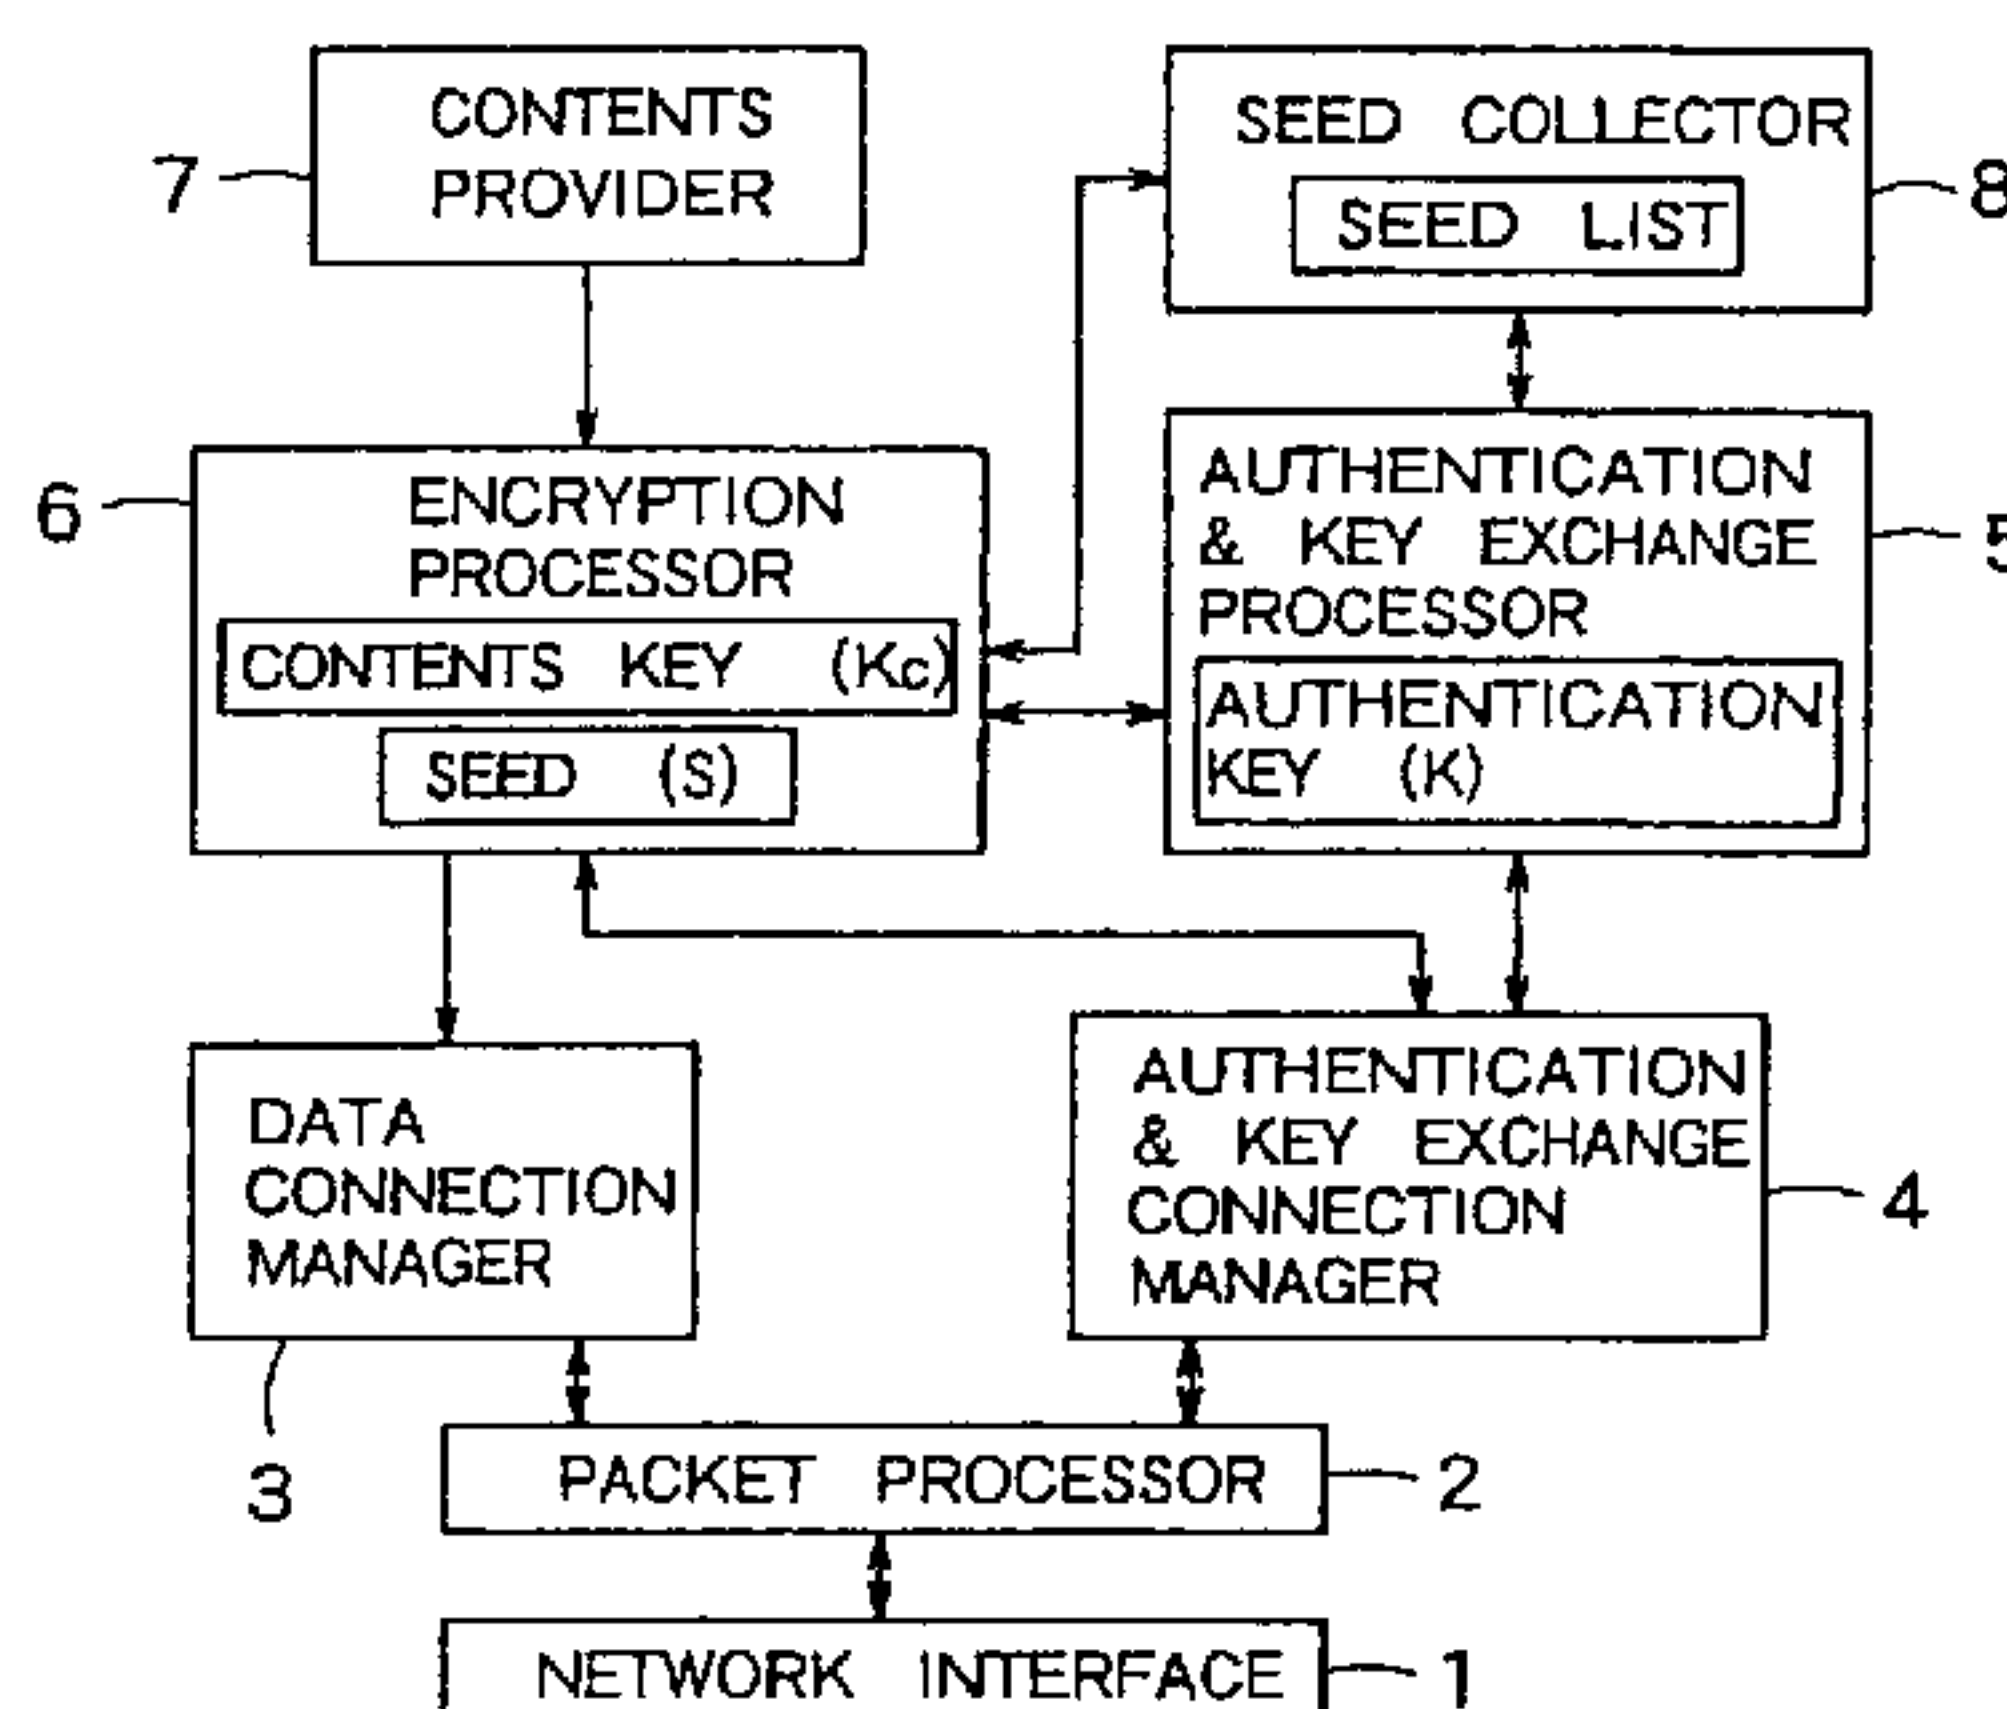 CONTENTS
PROVIDER
7
SEED COLLECTOR
SEED LIST
8
6
ENCRYPTION
PROCESSOR
CONTENTS KEY (Kc)
SEED (S)
AUTHENTICATION
& KEY EXCHANGE
PROCESSOR
AUTHENTICATION
KEY (K)
5
DATA
CONNECTION
MANAGER
3
AUTHENTICATION
& KEY EXCHANGE
CONNECTION
MANAGER
4
PACKET PROCESSOR
2
NETWORK INTERFACE
1